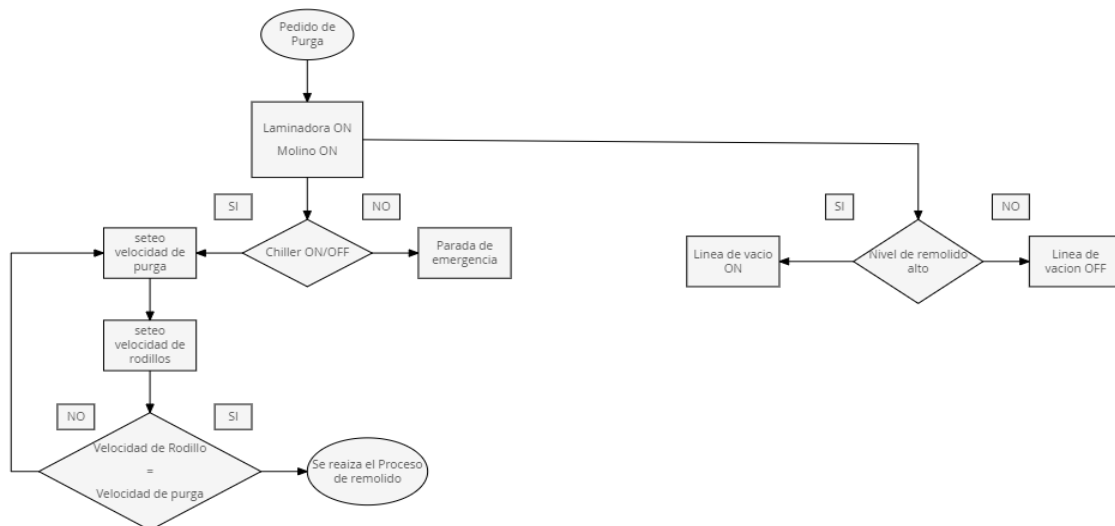 Pedido de
Purga
Laminadora ON
Molino ON
SI
NO
SI
NO
seteo
velocidad de
purga
Chiller ON/OFF
Parada de
emergencia
Linea de vacio
ON
Nivel de remolido
alto
Linea de
vacion OFF
seteo
velocidad de
rodillos
NO
SI
Velocidad de Rodillo
=
Velocidad de purga
Se reaiza el Proceso
de remolido